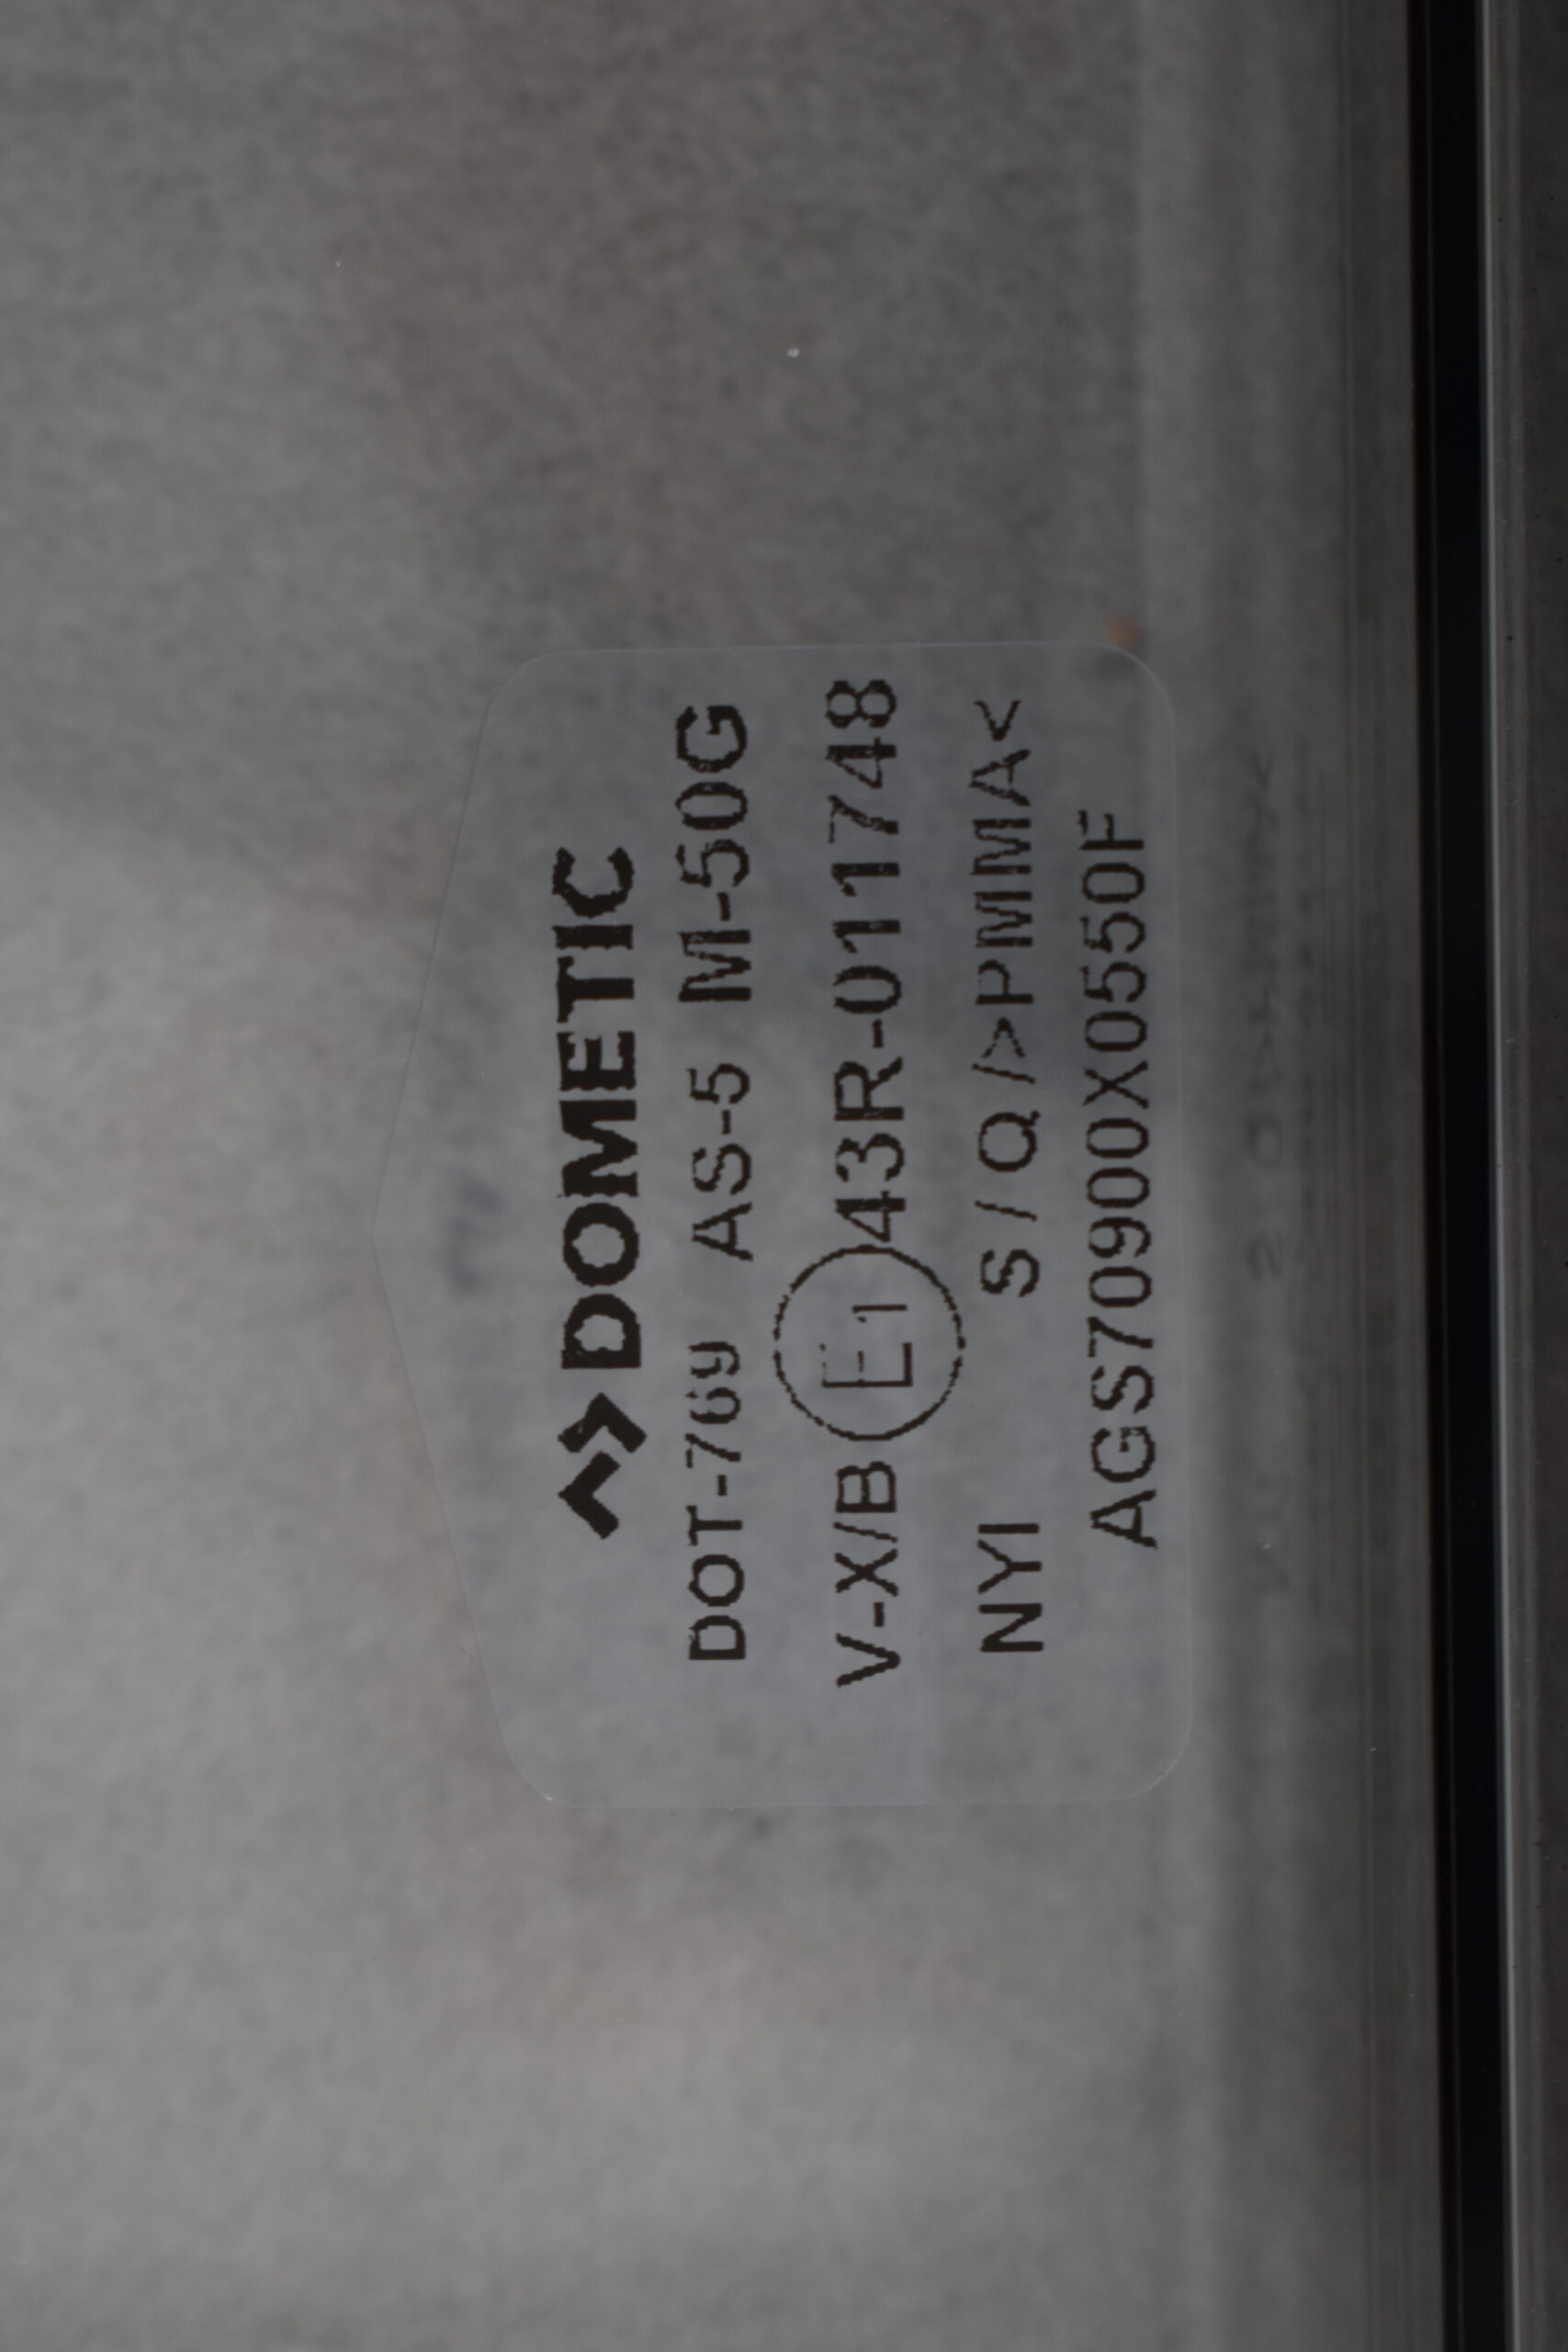 DOMETIC
DOT-769 AS-5 M-50G
V-X/B E1 43R-011748
NYI S/Q/>PMMA<
AGS70900X0550F